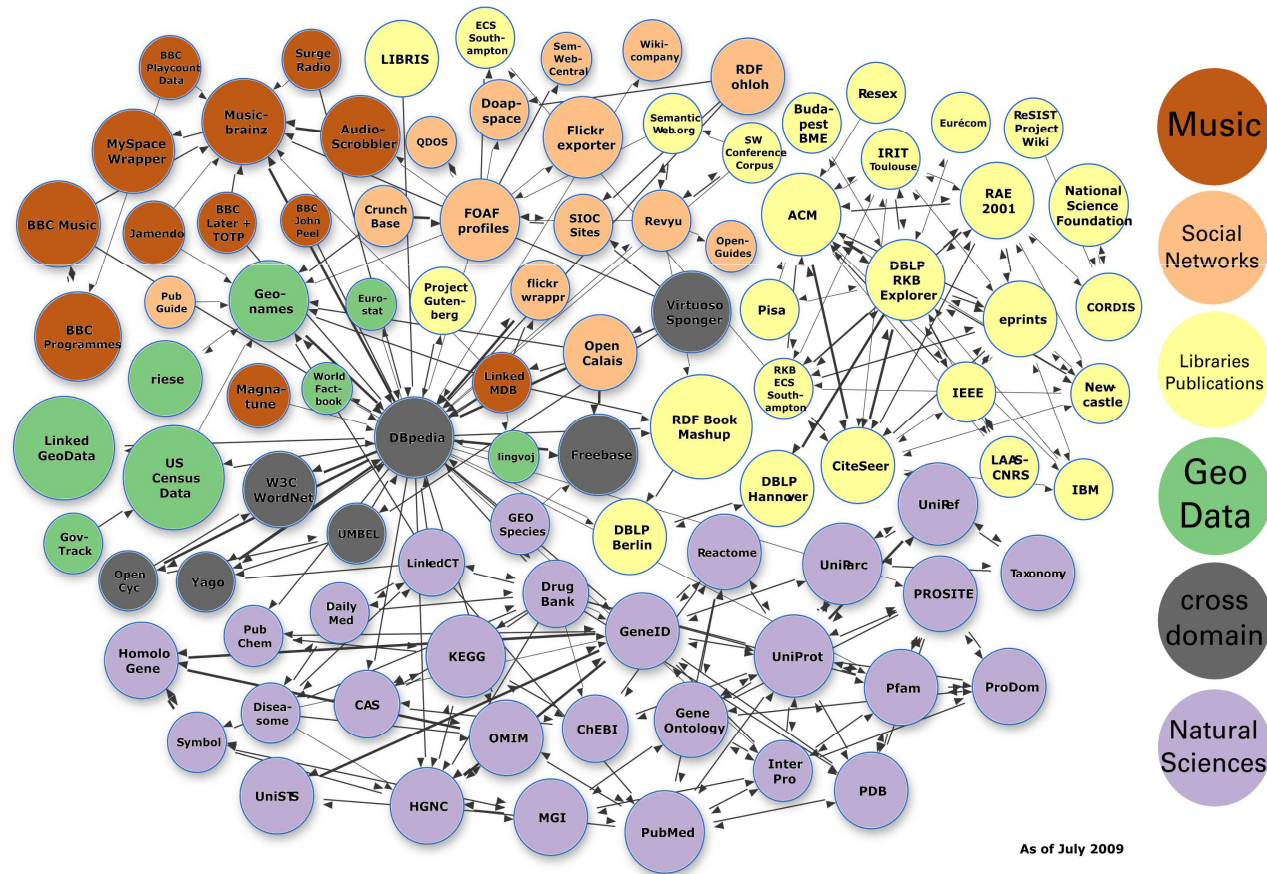 BBC
Playcount
Data
Surge
Radio
LIBRIS
ECS
South-
ampton
Sem-
Web-
Central
Wiki-
company
RDF
ohloh
Music-
brainz
Audio-
Scrobbler
MySpace
Wrapper
QDOS
Doap-
space
Flickr
exporter
Semantic
Web.org
SW
Conference
Corpus
Buda-
pest
BME
Resex
IRIT
Toulouse
Eurécom
ReSIST
Project
Wiki
BBC Music
Jamendo
BBC
Later +
TOTP
BBC
John
Peel
Crunch
Base
FOAF
profiles
SIOC
Sites
Revyu
Open-
Guides
ACM
RAE
2001
National
Science
Foundation
DBLP
RKB
Explorer
Pub
Guide
Geo-
names
Euro-
stat
Project
Guten-
berg
flickr
wrappr
Virtuoso
Sponger
Pisa
eprints
CORDIS
BBC
Programmes
riese
Magna-
tune
World
Fact-
book
Linked
MDB
Open
Calais
RKB
ECS
South-
ampton
IEEE
New-
castle
Linked
GeoData
US
Census
Data
DBpedia
lingvoj
Freebase
RDF Book
Mashup
W3C
WordNet
CiteSeer
LAAS-
CNRS
IBM
DBLP
Hannover
Gov-
Track
UMBEL
GEO
Species
DBLP
Berlin
UniRef
Open
Cyc
Yago
LinkedCT
Reactome
UniParc
Taxonomy
Daily
Med
Drug
Bank
PROSITE
Pub
Chem
GeneID
Homolo
Gene
KEGG
UniProt
Pfam
ProDom
Disea-
some
CAS
ChEBI
Gene
Ontology
Symbol
OMIM
Inter
Pro
UniSTS
HGNC
MGI
PubMed
PDB
As of July 2009
Music
Social
Networks
Libraries
Publications
Geo
Data
cross
domain
Natural
Sciences